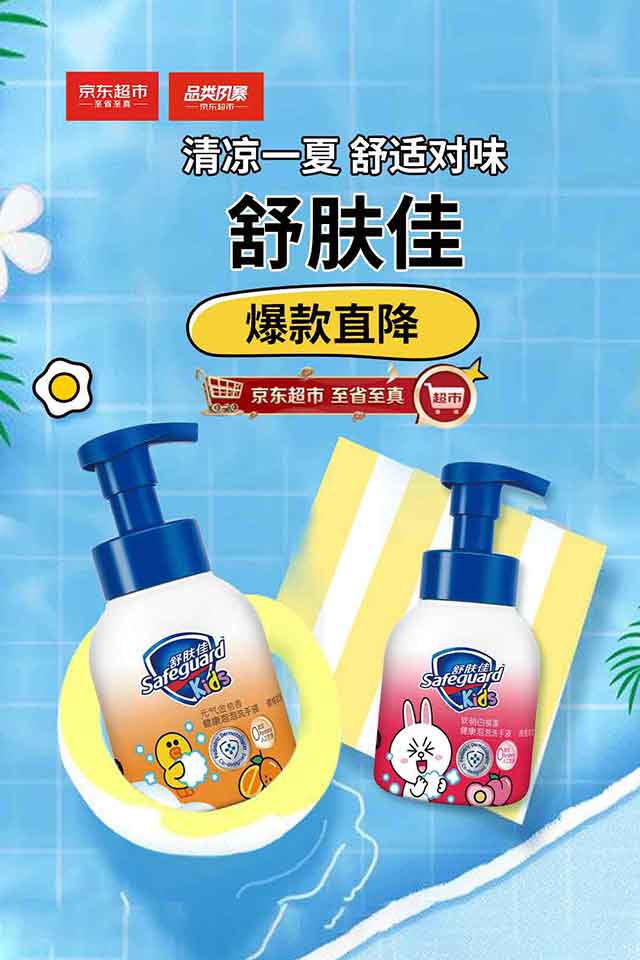 京东超市
至省至真
品类风暴
京东超市
清凉一夏 舒适对味
舒肤佳
爆款直降
京东超市 至省至真
超市
舒肤佳
Safeguard
Kids
元气金桔香
健康泡泡洗手液
舒肤佳
Safeguard
Kids
软萌白桃香
健康泡泡洗手液